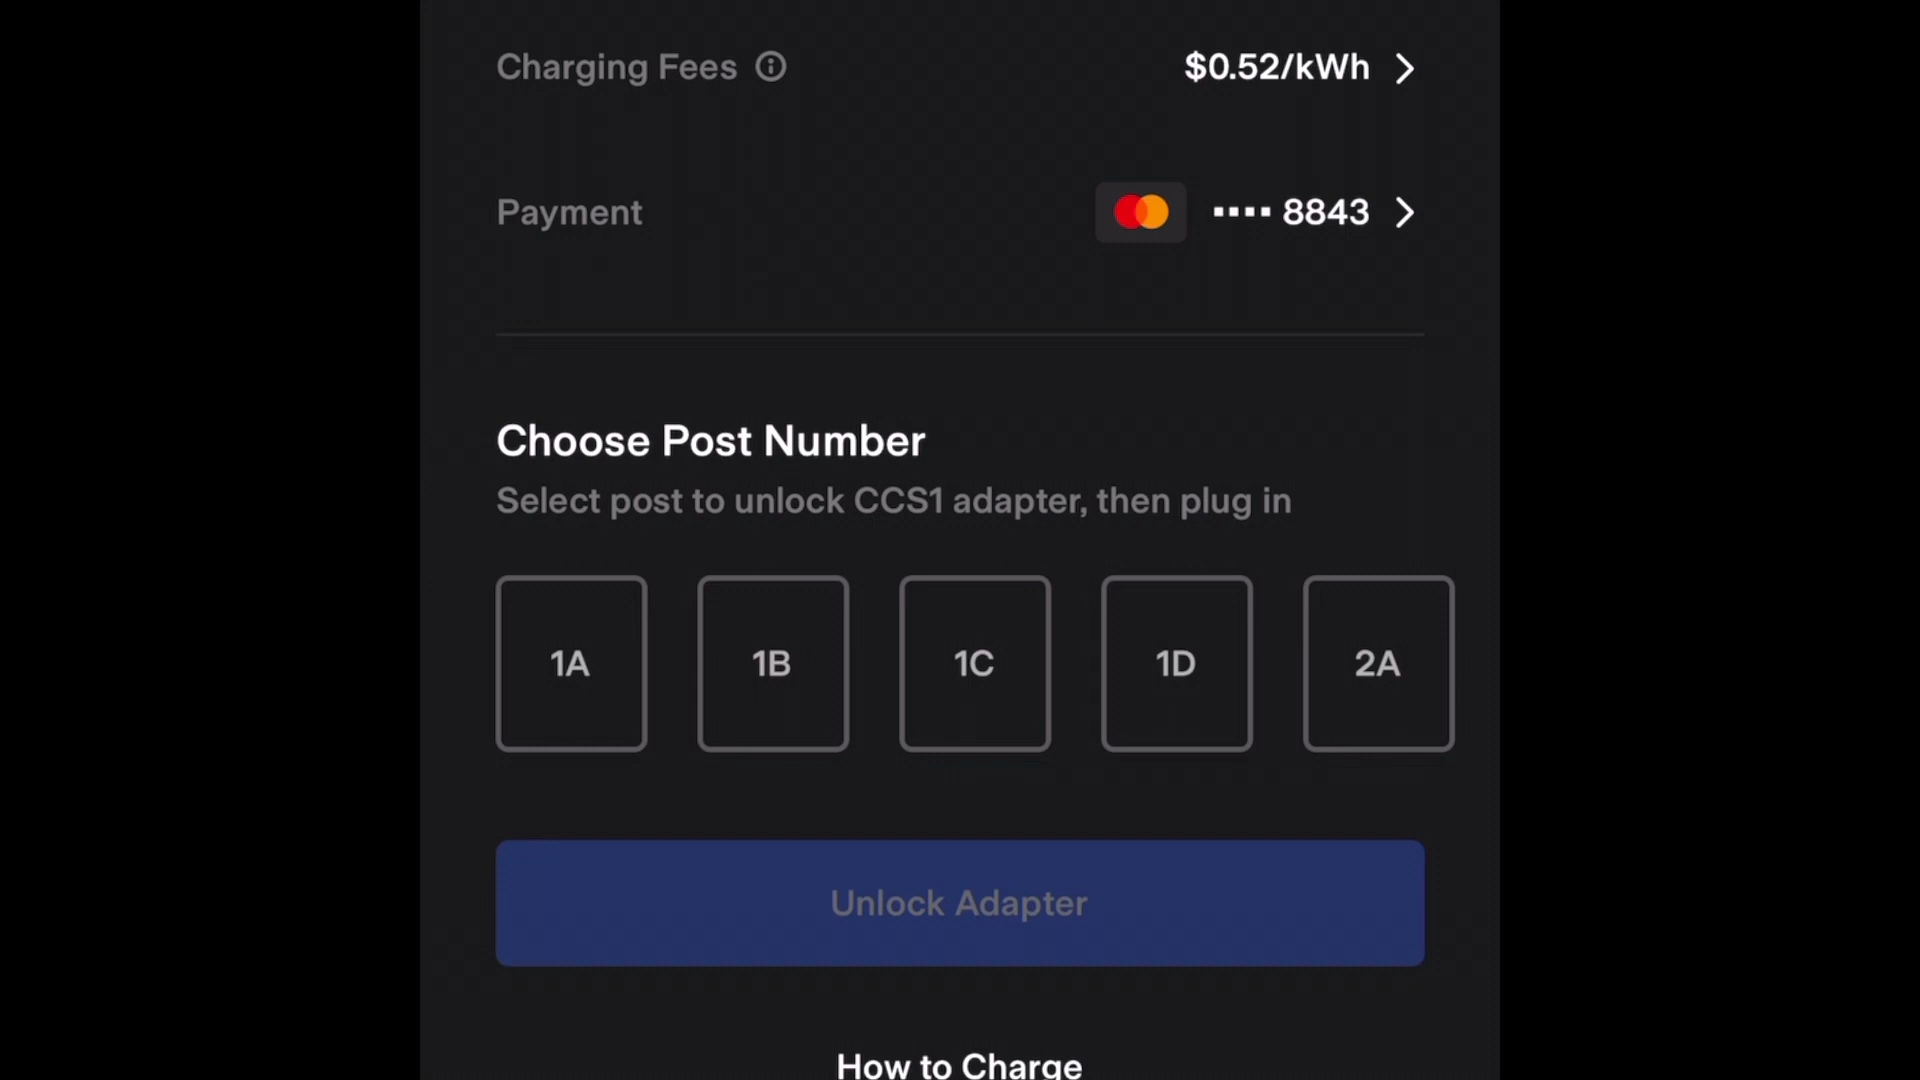 Charging Fees $0.52/kWh
Payment •••• 8843
Choose Post Number
Select post to unlock CCS1 adapter, then plug in
1A 1B 1C 1D 2A
Unlock Adapter
How to Charge